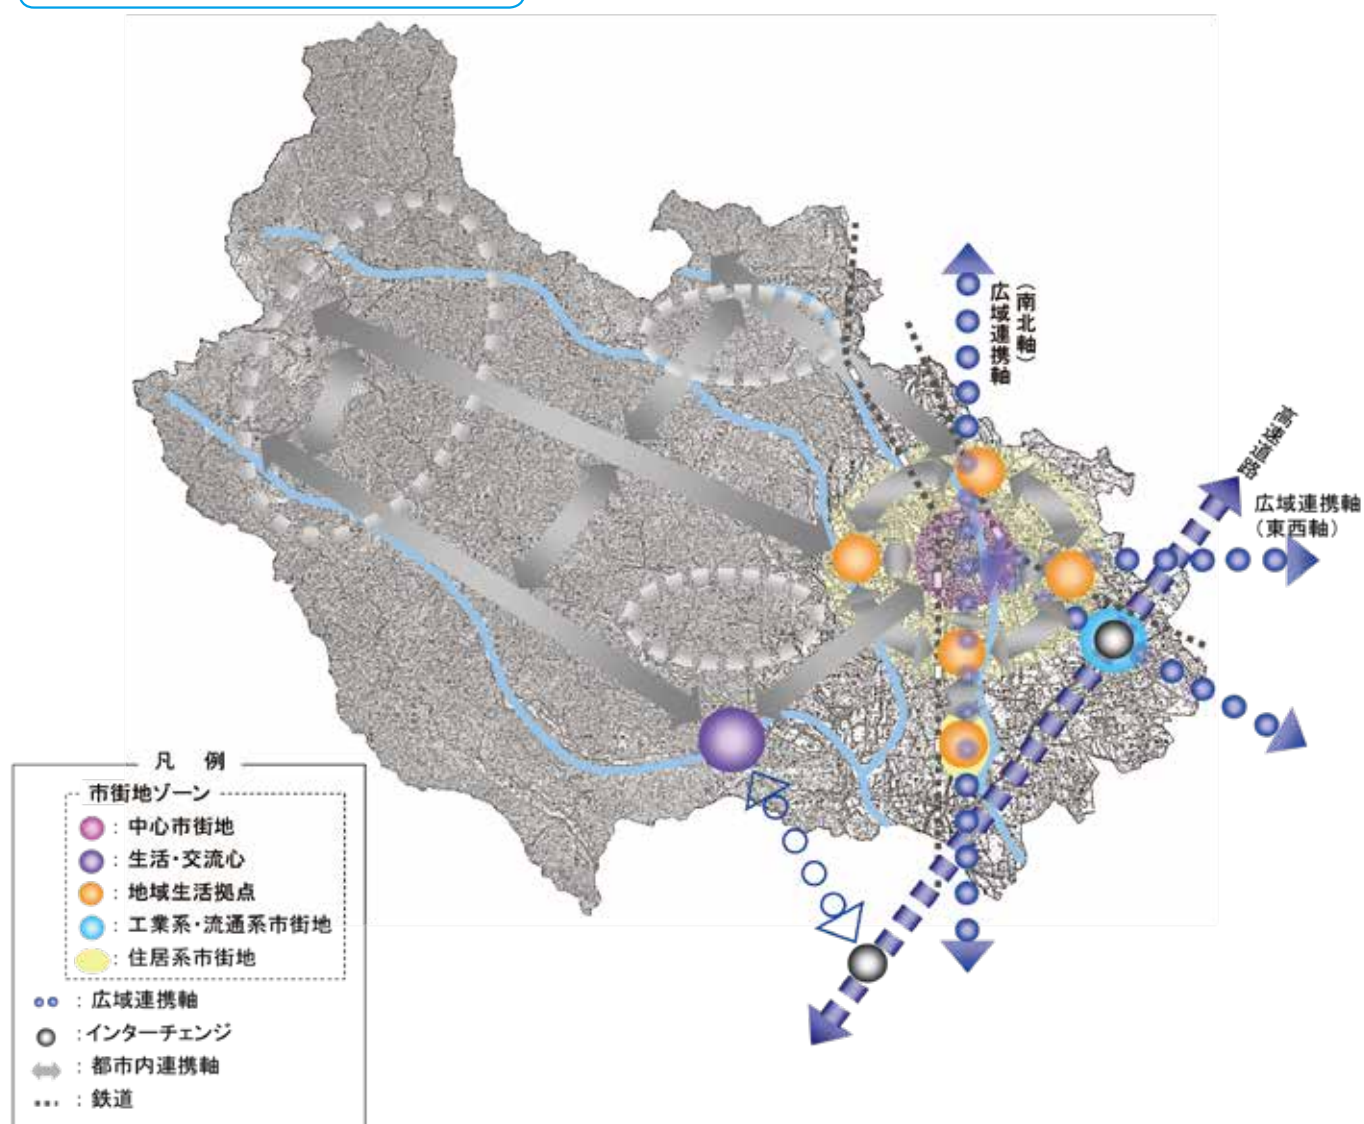 (南北軸)
広域連携軸
高速道路
広域連携軸
(東西軸)
凡 例
市街地ゾーン
:中心市街地
:生活・交流心
:地域生活拠点
:工業系・流通系市街地
:住居系市街地
:広域連携軸
:インターチェンジ
:都市内連携軸
:鉄道